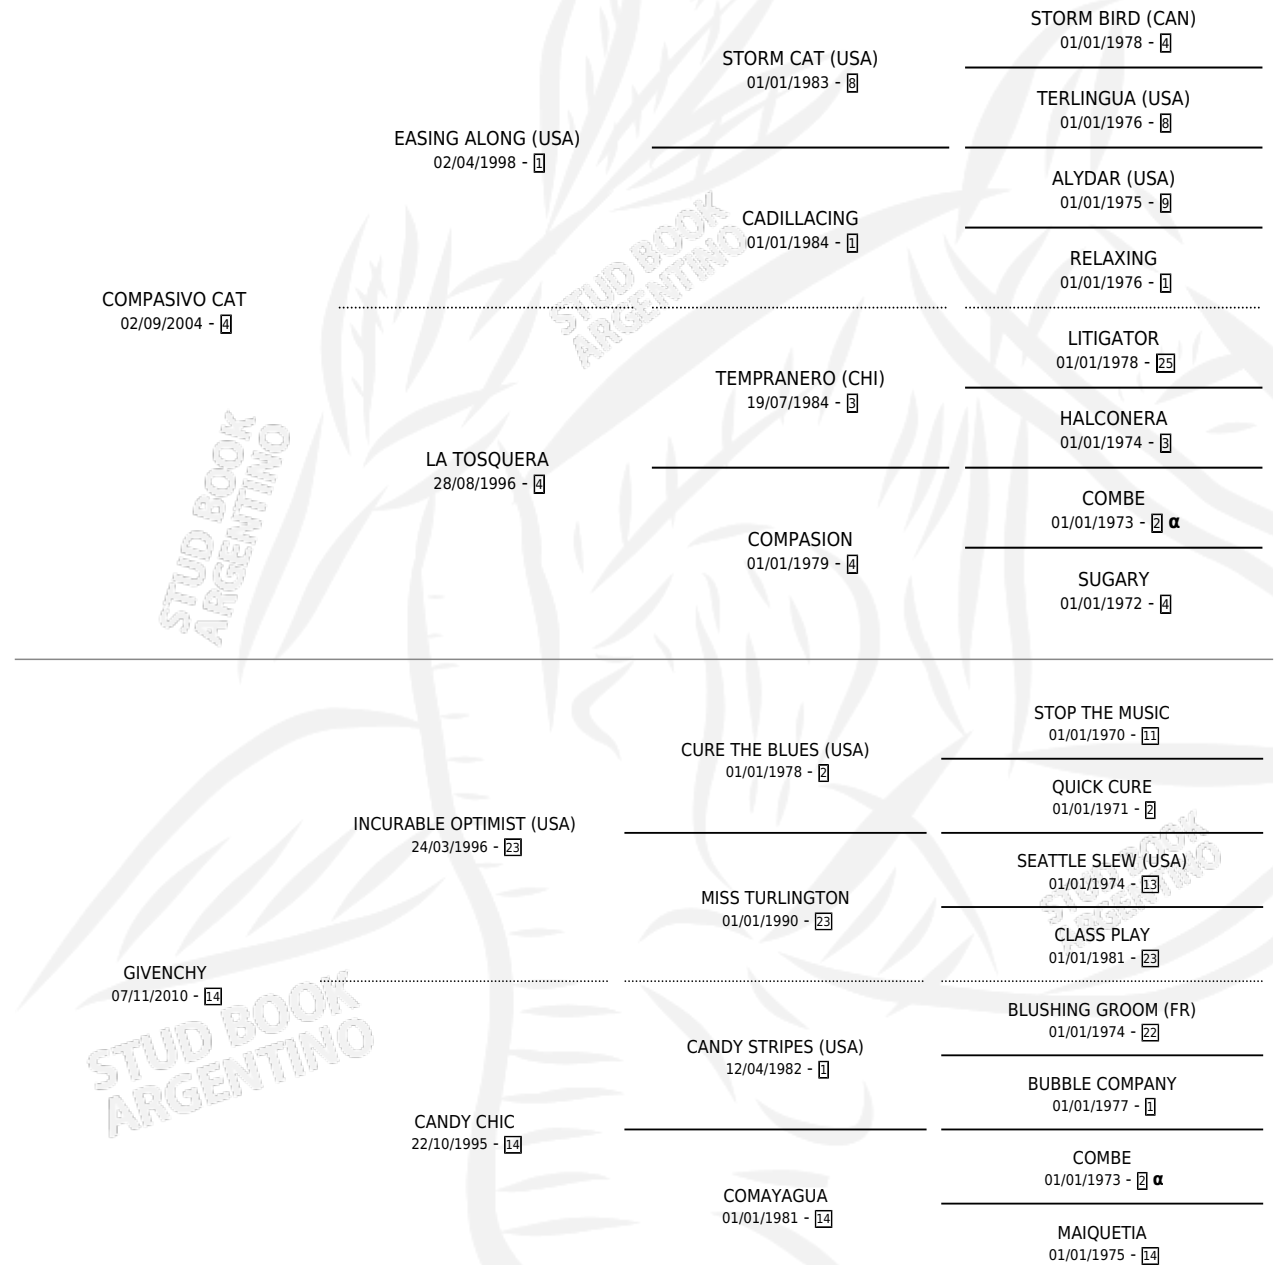 STORM BIRD (CAN)
01/01/1978 - 4
STORM CAT (USA)
01/01/1983 - 8
TERLINGUA (USA)
01/01/1976 - 8
EASING ALONG (USA)
02/04/1998 - 1
ALYDAR (USA)
01/01/1975 - 9
CADILLACING
01/01/1984 - 1
RELAXING
01/01/1976 - 1
COMPASIVO CAT
02/09/2004 - 4
LITIGATOR
01/01/1978 - 25
TEMPRANERO (CHI)
19/07/1984 - 3
HALCONERA
01/01/1974 - 3
LA TOSQUERA
28/08/1996 - 4
COMBE
01/01/1973 - 2 α
COMPASION
01/01/1979 - 4
SUGARY
01/01/1972 - 4
STOP THE MUSIC
01/01/1970 - 11
CURE THE BLUES (USA)
01/01/1978 - 2
QUICK CURE
01/01/1971 - 2
INCURABLE OPTIMIST (USA)
24/03/1996 - 23
SEATTLE SLEW (USA)
01/01/1974 - 13
MISS TURLINGTON
01/01/1990 - 23
CLASS PLAY
01/01/1981 - 23
GIVENCHY
07/11/2010 - 14
BLUSHING GROOM (FR)
01/01/1974 - 22
CANDY STRIPES (USA)
12/04/1982 - 1
BUBBLE COMPANY
01/01/1977 - 1
CANDY CHIC
22/10/1995 - 14
COMBE
01/01/1973 - 2 α
COMAYAGUA
01/01/1981 - 14
MAIQUETIA
01/01/1975 - 14
STUD BOOK
ARGENTINO
STUD BOOK
ARGENTINO
STUD BOOK
ARGENTINO
STUD BOOK
ARGENTINO